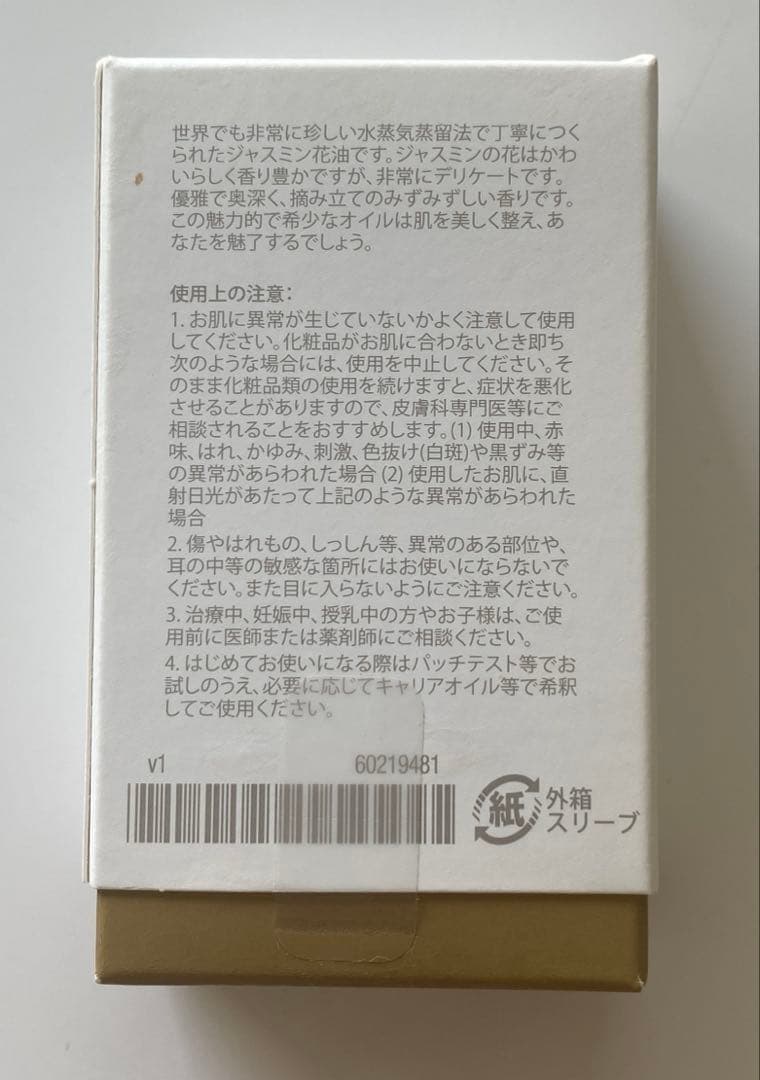 世界でも非常に珍しい水蒸気蒸留法で丁寧につく
られたジャスミン花油です。ジャスミンの花はかわ
いらしく香り豊かですが、非常にデリケートです。
優雅で奥深く、摘み立てのみずみずしい香りです。
この魅力的で希少なオイルは肌を美しく整え、あ
なたを魅了するでしょう。
使用上の注意：
1. お肌に異常が生じていないかよく注意して使用
してください。化粧品がお肌に合わないとき即ち
次のような場合には、使用を中止してください。そ
のまま化粧品類の使用を続けますと、症状を悪化
させることがありますので、皮膚科専門医等にご
相談されることをおすすめします。(1) 使用中、赤
味、はれ、かゆみ、刺激、色抜け(白斑)や黒ずみ等
の異常があらわれた場合 (2) 使用したお肌に、直
射日光があたって上記のような異常があらわれた
場合
2. 傷やはれもの、しっしん等、異常のある部位や、
耳の中等の敏感な箇所にはお使いにならないで
ください。また目に入らないようにご注意ください。
3. 治療中、妊娠中、授乳中の方やお子様は、ご使
用前に医師または薬剤師にご相談ください。
4. はじめてお使いになる際はパッチテスト等でお
試しのうえ、必要に応じてキャリアオイル等で希釈
してご使用ください。
v1 60219481
紙 外箱
スリーブ